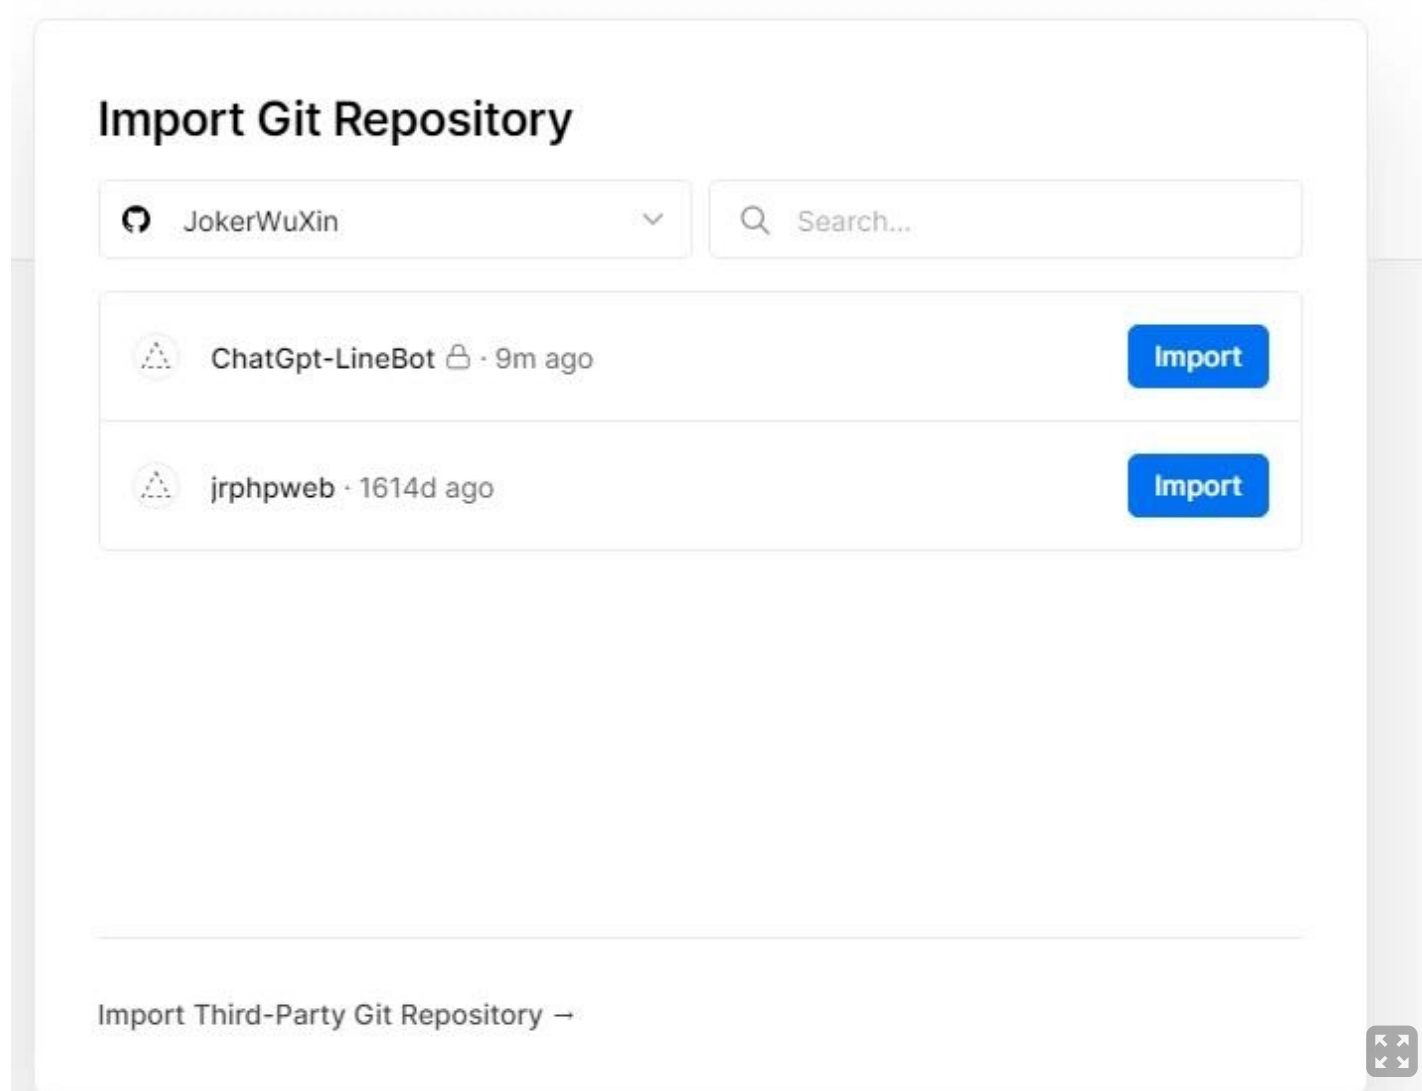 Import Git Repository
JokerWuXin
Search...
ChatGpt-LineBot · 9m ago
Import
jrphpweb · 1614d ago
Import
Import Third-Party Git Repository →